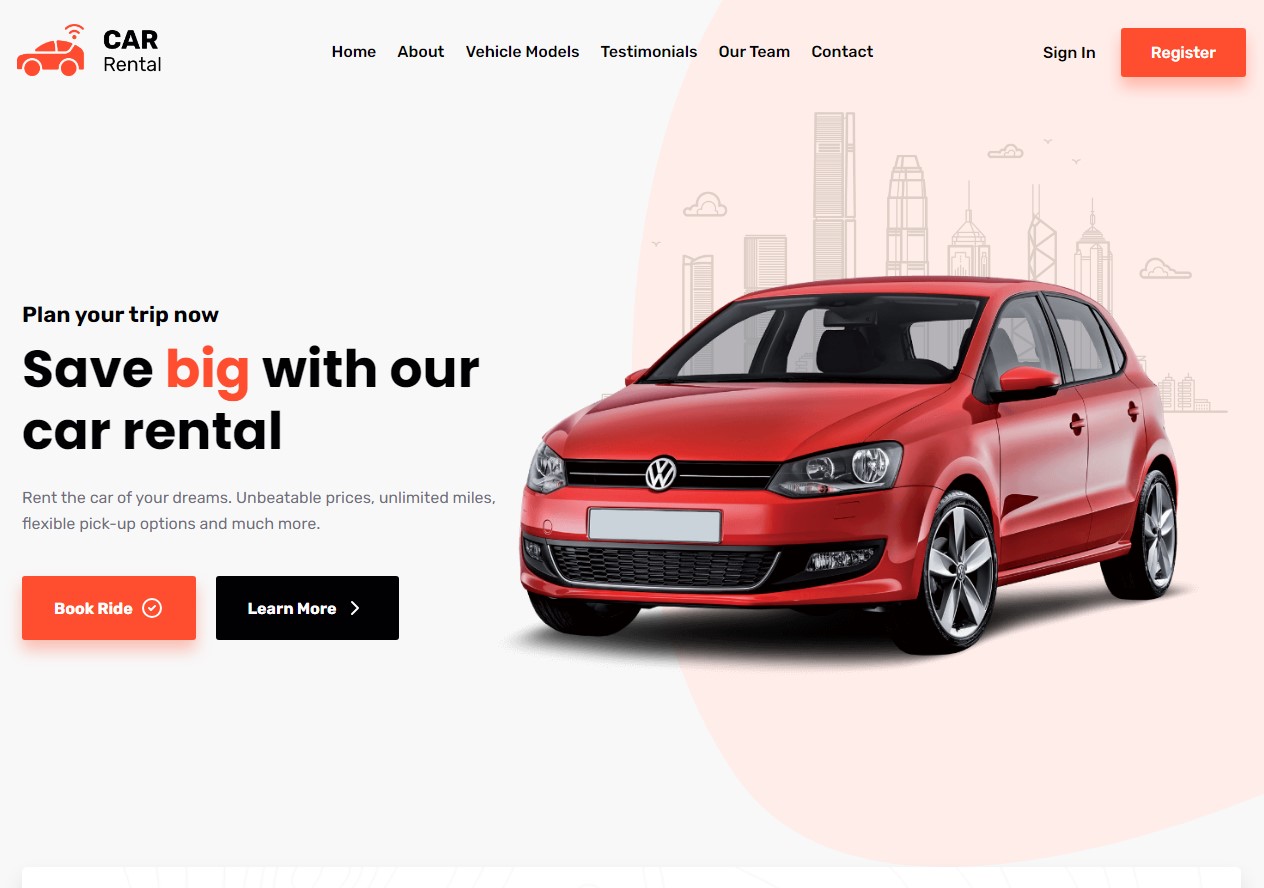 CAR
Rental
Home About Vehicle Models Testimonials Our Team Contact
Sign In Register
Plan your trip now
Save big with our
car rental
Rent the car of your dreams. Unbeatable prices, unlimited miles,
flexible pick-up options and much more.
Book Ride Learn More